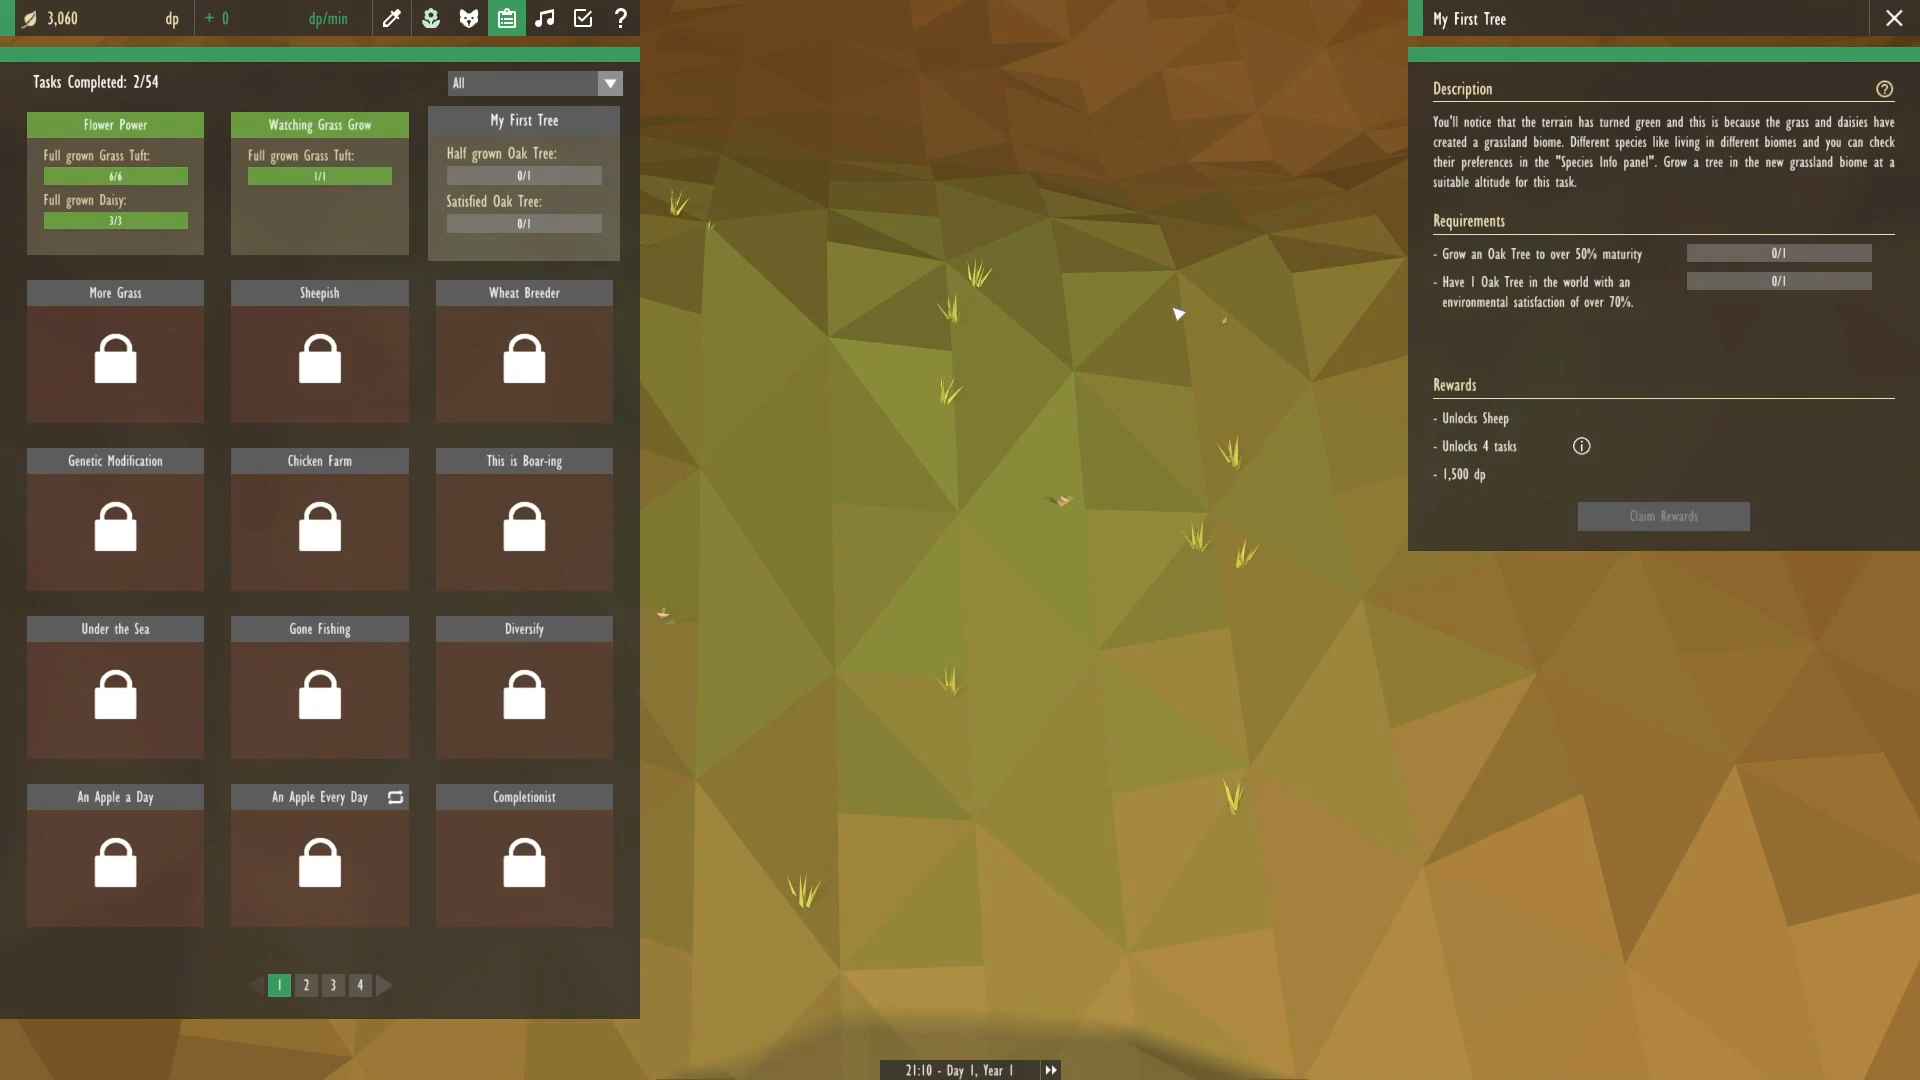 3,060 dp + 0 dp/min ?
Tasks Completed: 2/54
All
Flower Power
Full grown Grass Tuft:
6/6
Full grown Daisy:
3/3
Watching Grass Grow
Full grown Grass Tuft:
1/1
My First Tree
Half grown Oak Tree:
0/1
Satisfied Oak Tree:
0/1
More Grass
Sheepish
Wheat Breeder
Genetic Modification
Chicken Farm
This is Boar-ing
Under the Sea
Gone Fishing
Diversify
An Apple a Day
An Apple Every Day
Completionist
1 2 3 4
21:10 - Day 1, Year 1
My First Tree
Description
You'll notice that the terrain has turned green and this is because the grass and daisies have
created a grassland biome. Different species like living in different biomes and you can check
their preferences in the "Species Info panel". Grow a tree in the new grassland biome at a
suitable altitude for this task.
Requirements
- Grow an Oak Tree to over 50% maturity 0/1
- Have 1 Oak Tree in the world with an 0/1
environmental satisfaction of over 70%.
Rewards
- Unlocks Sheep
- Unlocks 4 tasks
- 1,500 dp
Claim Rewards